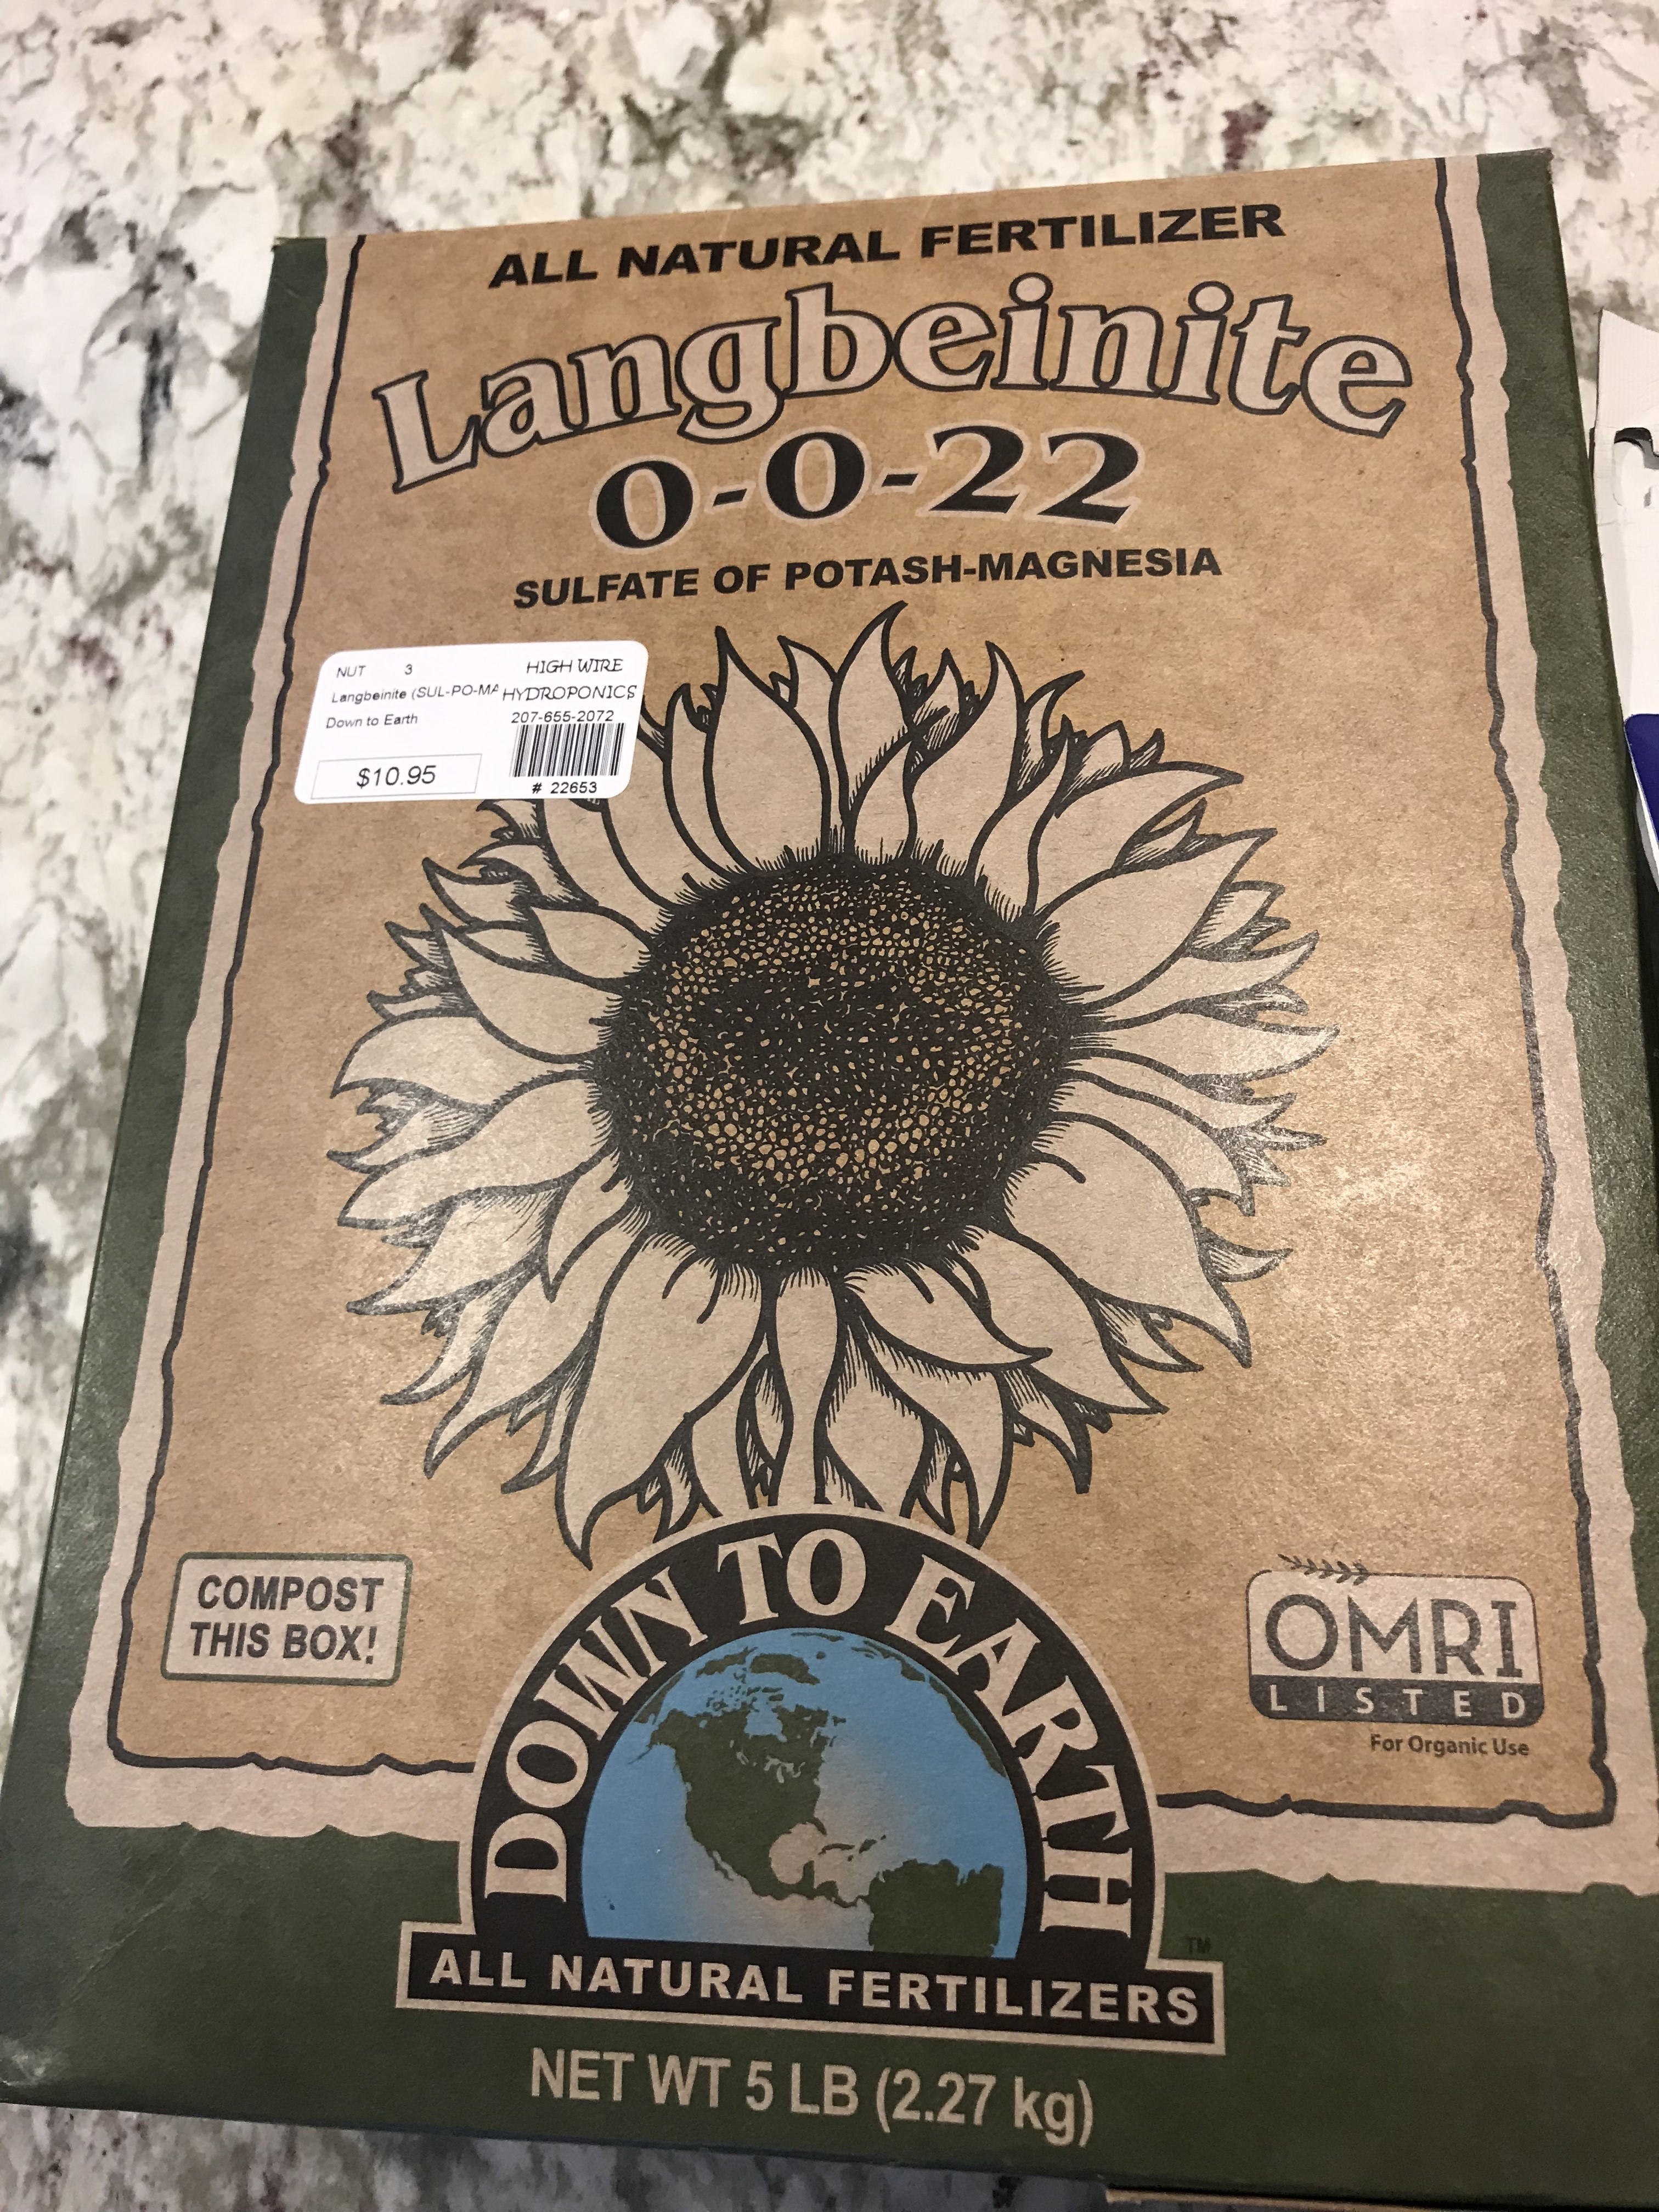 ALL NATURAL FERTILIZER
Langbeinite
0-0-22
SULFATE OF POTASH-MAGNESIA
NUT 3
HIGH WIRE
Langbeinite (SUL-PO-MA
HYDROPONICS
Down to Earth
207-655-2072
$10.95
# 22653
COMPOST
THIS BOX!
OMRI
LISTED
For Organic Use
DOWN TO EARTH
TM
ALL NATURAL FERTILIZERS
NET WT 5 LB (2.27 kg)